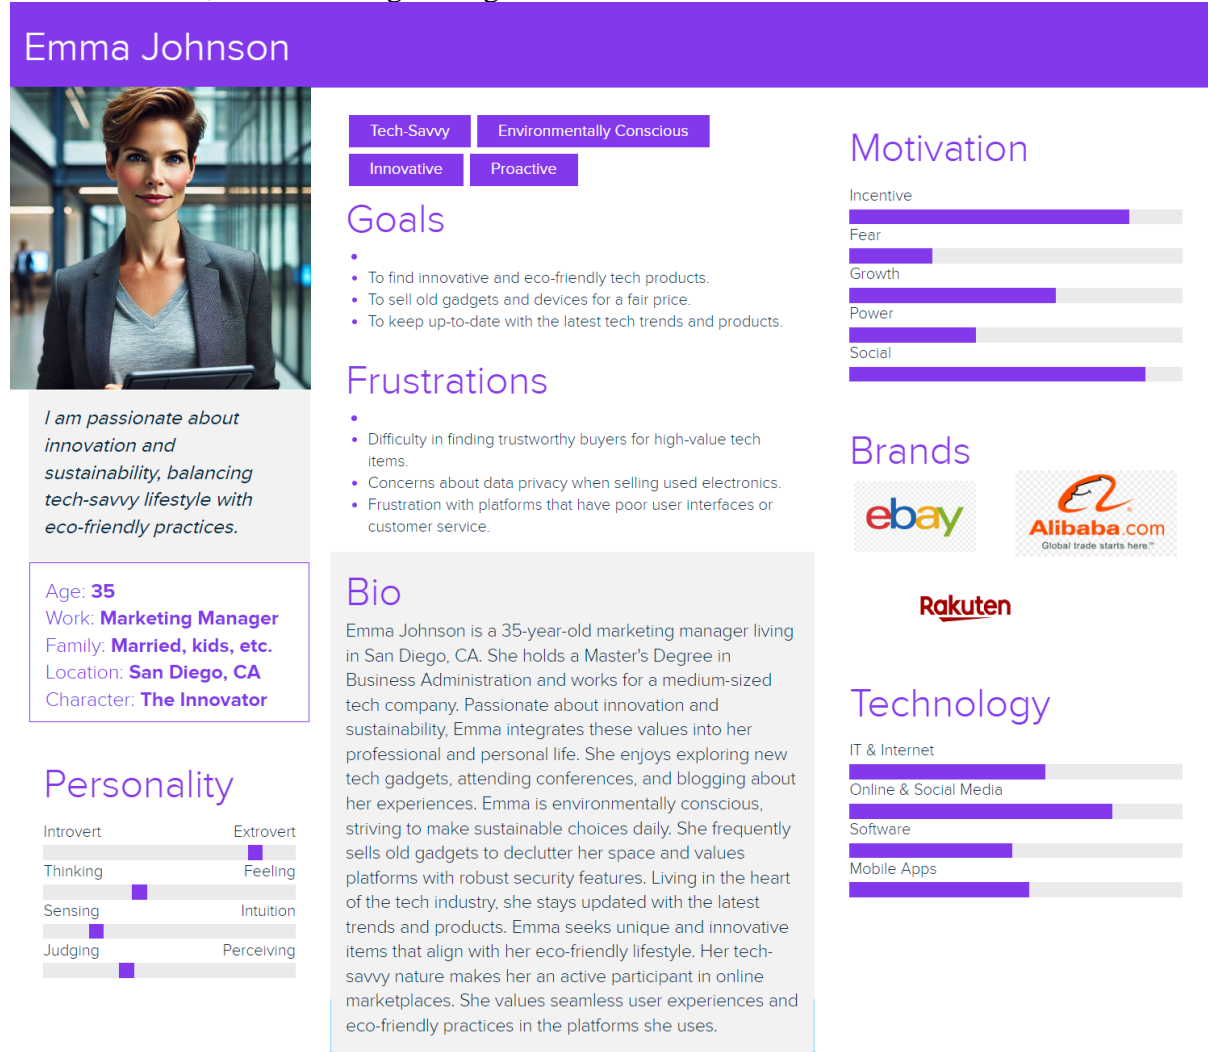 Emma Johnson
I am passionate about
innovation and
sustainability, balancing
tech-savvy lifestyle with
eco-friendly practices.
Age: 35
Work: Marketing Manager
Family: Married, kids, etc.
Location: San Diego, CA
Character: The Innovator
Personality
Introvert Extrovert
Thinking Feeling
Sensing Intuition
Judging Perceiving
Tech-Savvy Environmentally Conscious
Innovative Proactive
Goals
•
• To find innovative and eco-friendly tech products.
• To sell old gadgets and devices for a fair price.
• To keep up-to-date with the latest tech trends and products.
Frustrations
•
• Difficulty in finding trustworthy buyers for high-value tech
items.
• Concerns about data privacy when selling used electronics.
• Frustration with platforms that have poor user interfaces or
customer service.
Bio
Emma Johnson is a 35-year-old marketing manager living
in San Diego, CA. She holds a Master's Degree in
Business Administration and works for a medium-sized
tech company. Passionate about innovation and
sustainability, Emma integrates these values into her
professional and personal life. She enjoys exploring new
tech gadgets, attending conferences, and blogging about
her experiences. Emma is environmentally conscious,
striving to make sustainable choices daily. She frequently
sells old gadgets to declutter her space and values
platforms with robust security features. Living in the heart
of the tech industry, she stays updated with the latest
trends and products. Emma seeks unique and innovative
items that align with her eco-friendly lifestyle. Her tech-
savvy nature makes her an active participant in online
marketplaces. She values seamless user experiences and
eco-friendly practices in the platforms she uses.
Motivation
Incentive
Fear
Growth
Power
Social
Brands
ebay
Alibaba.com
Global trade starts here.™
Rakuten
Technology
IT & Internet
Online & Social Media
Software
Mobile Apps